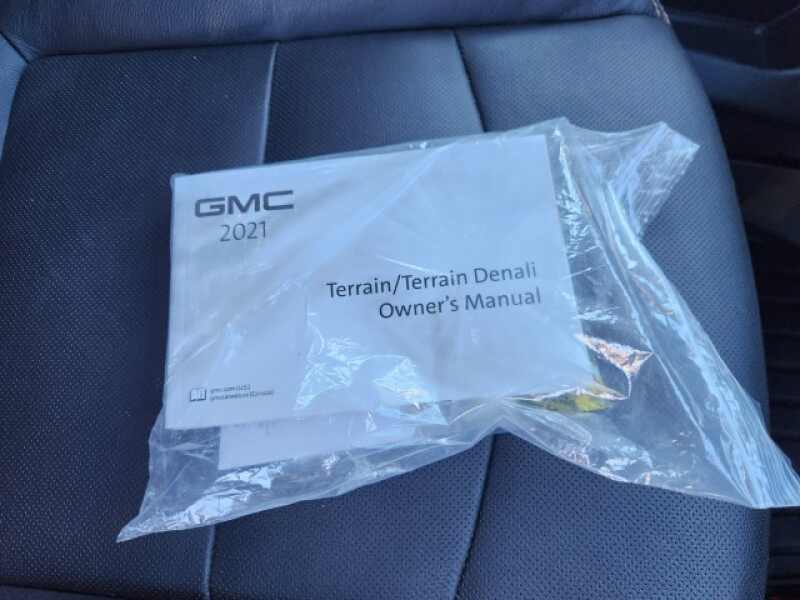 GMC
2021
Terrain/Terrain Denali
Owner's Manual